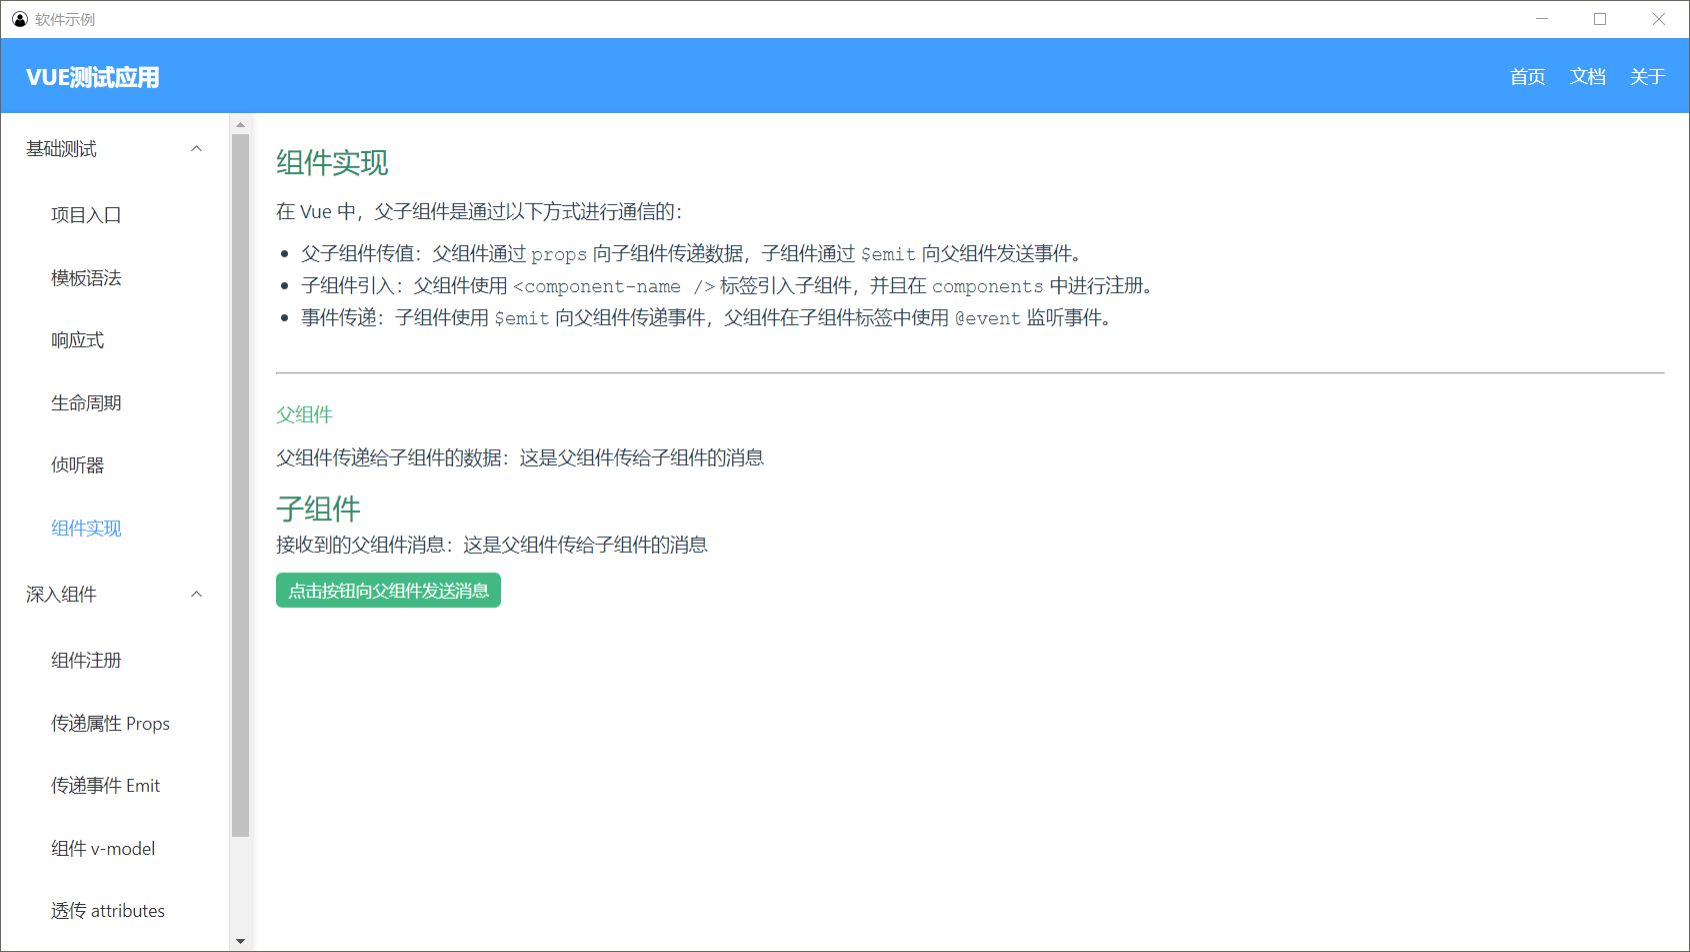 软件示例
VUE测试应用
首页 文档 关于
基础测试
项目入口
模板语法
响应式
生命周期
侦听器
组件实现
深入组件
组件注册
传递属性 Props
传递事件 Emit
组件 v-model
透传 attributes
组件实现
在 Vue 中，父子组件是通过以下方式进行通信的：
• 父子组件传值：父组件通过 props 向子组件传递数据，子组件通过 $emit 向父组件发送事件。
• 子组件引入：父组件使用 <component-name /> 标签引入子组件，并且在 components 中进行注册。
• 事件传递：子组件使用 $emit 向父组件传递事件，父组件在子组件标签中使用 @event 监听事件。
父组件
父组件传递给子组件的数据：这是父组件传给子组件的消息
子组件
接收到的父组件消息：这是父组件传给子组件的消息
点击按钮向父组件发送消息